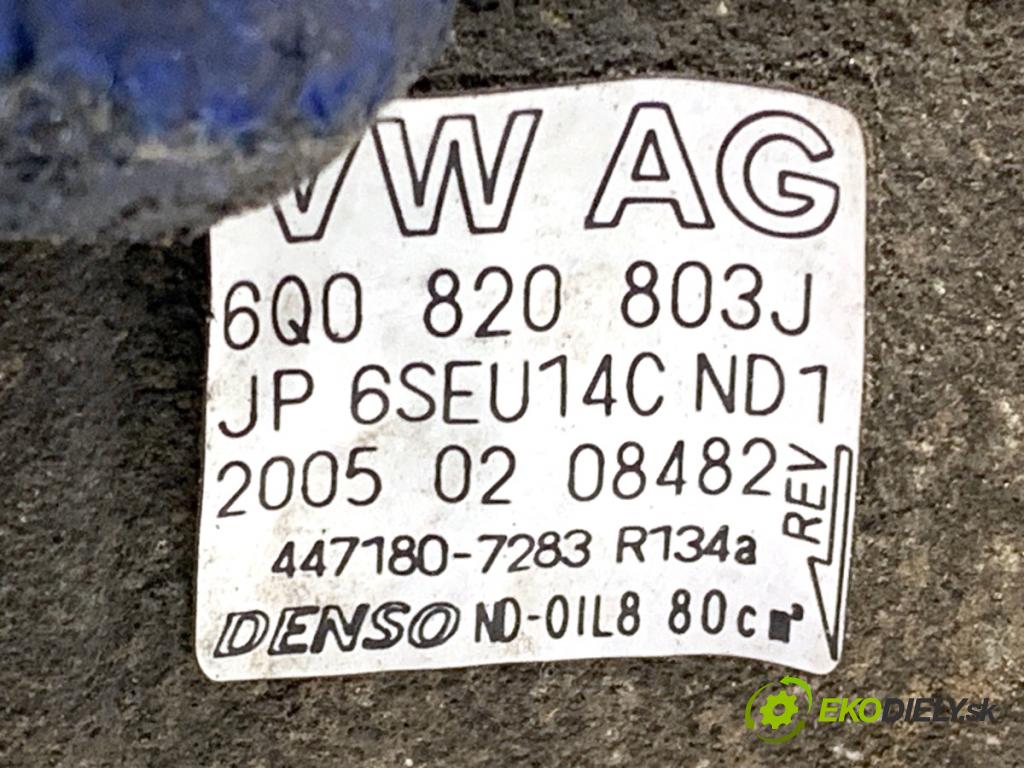 VW AG
6Q0 820 803J
JP 6SEU14C ND1
2005 02 08482
REV
447180-7283 R134a
DENSO ND-OIL8 80c
EKODIELY.sk